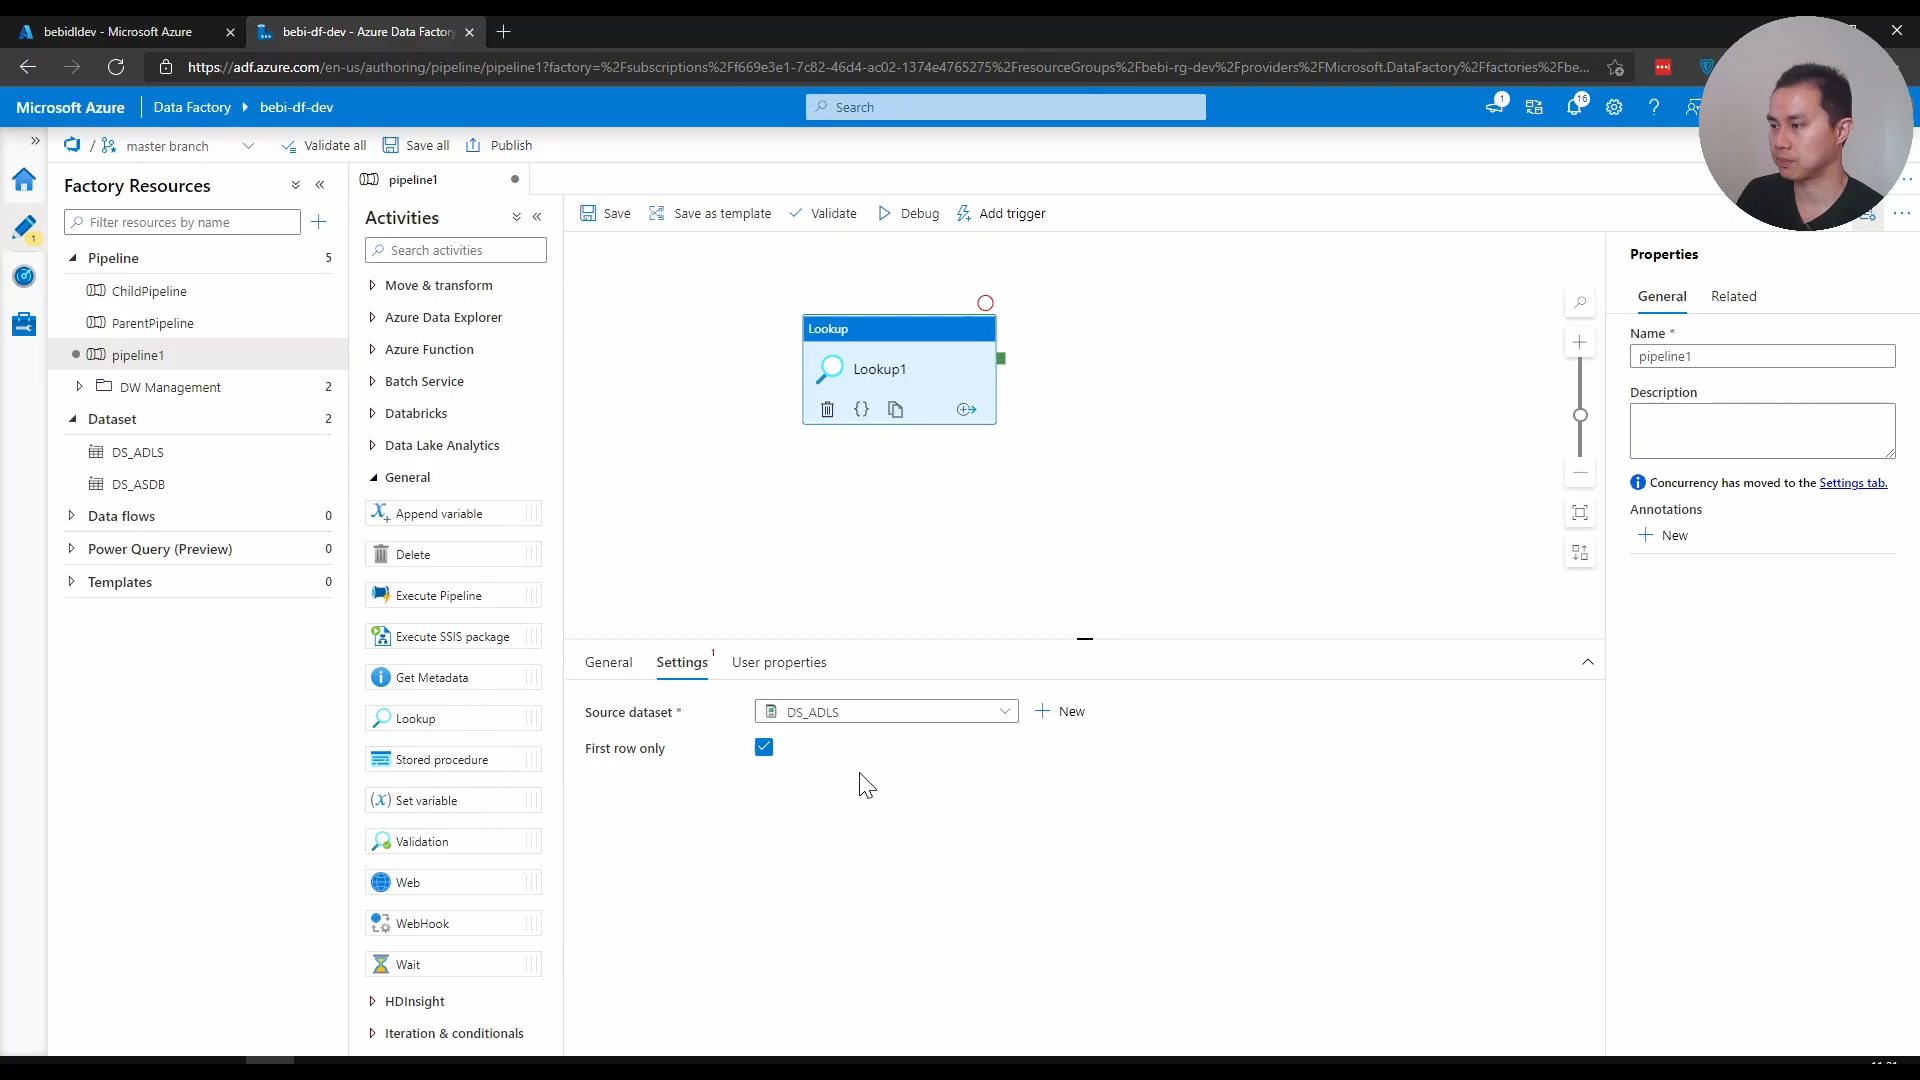 bebidldev - Microsoft Azure
bebi-df-dev - Azure Data Factory
https://adf.azure.com/en-us/authoring/pipeline/pipeline1?factory=%2Fsubscriptions%2Ff669e3e1-7c82-46d4-ac02-1374e4765275%2FresourceGroups%2Fbebi-rg-dev%2Fproviders%2FMicrosoft.DataFactory%2Ffactories%2Fbe...
Microsoft Azure
Data Factory
bebi-df-dev
Search
1
16
/
master branch
Validate all
Save all
Publish
1
Factory Resources
Filter resources by name
Pipeline 5
ChildPipeline
ParentPipeline
pipeline1
DW Management 2
Dataset 2
DS_ADLS
DS_ASDB
Data flows 0
Power Query (Preview) 0
Templates 0
pipeline1
Activities
Search activities
Move & transform
Azure Data Explorer
Azure Function
Batch Service
Databricks
Data Lake Analytics
General
Append variable
Delete
Execute Pipeline
Execute SSIS package
Get Metadata
Lookup
Stored procedure
Set variable
Validation
Web
WebHook
Wait
HDInsight
Iteration & conditionals
Save
Save as template
Validate
Debug
Add trigger
Lookup
Lookup1
General
Settings 1
User properties
Source dataset *
DS_ADLS
New
First row only
Properties
General
Related
Name *
pipeline1
Description
Concurrency has moved to the Settings tab.
Annotations
New